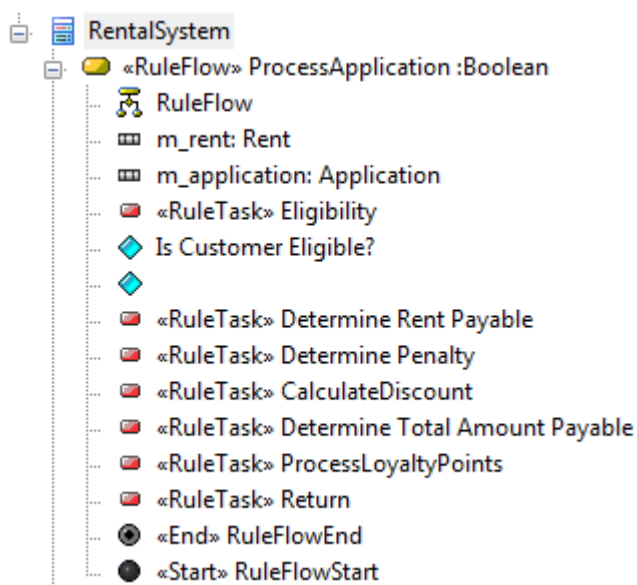 RentalSystem
«RuleFlow» ProcessApplication :Boolean
RuleFlow
m_rent: Rent
m_application: Application
«RuleTask» Eligibility
Is Customer Eligible?
«RuleTask» Determine Rent Payable
«RuleTask» Determine Penalty
«RuleTask» CalculateDiscount
«RuleTask» Determine Total Amount Payable
«RuleTask» ProcessLoyaltyPoints
«RuleTask» Return
«End» RuleFlowEnd
«Start» RuleFlowStart